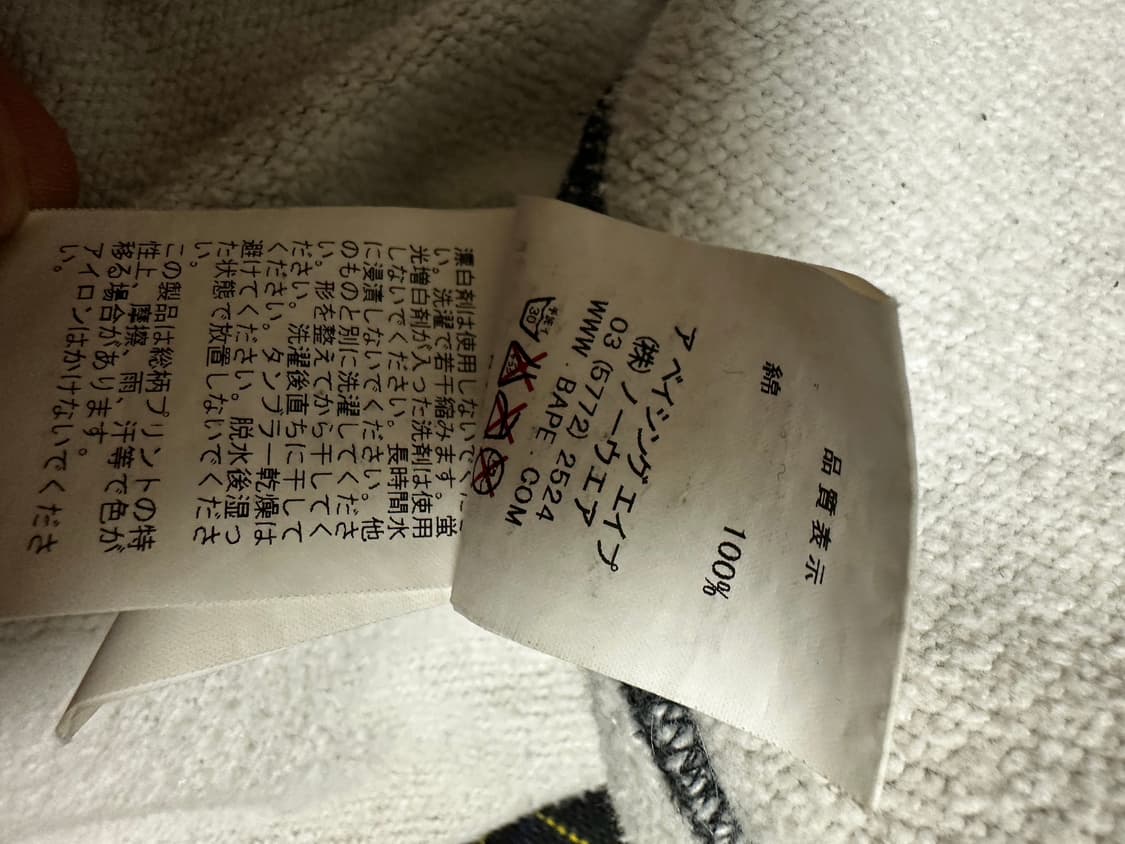 品質表示
綿 100%
アベイシングエイプ
(株)ノーウエア
03 (5772) 2524
WWW . BAPE . COM
手洗イ 30
漂白剤は使用しないでく
い。洗濯で若干縮みます。蛍
光増白剤が入った洗剤は使用
しないでください。長時間水
に浸漬しないでください。他
のものと別に洗濯してくださ
い。形を整えてから干してく
ださい。洗濯後直ちに干して
ください。タンブラー乾燥は
避けてください。脱水後湿っ
た状態で放置しないでくださ
い。
この製品は総柄プリントの特
性上、摩擦、雨、汗等で色が
移る場合があります。
アイロンはかけないでくださ
い。